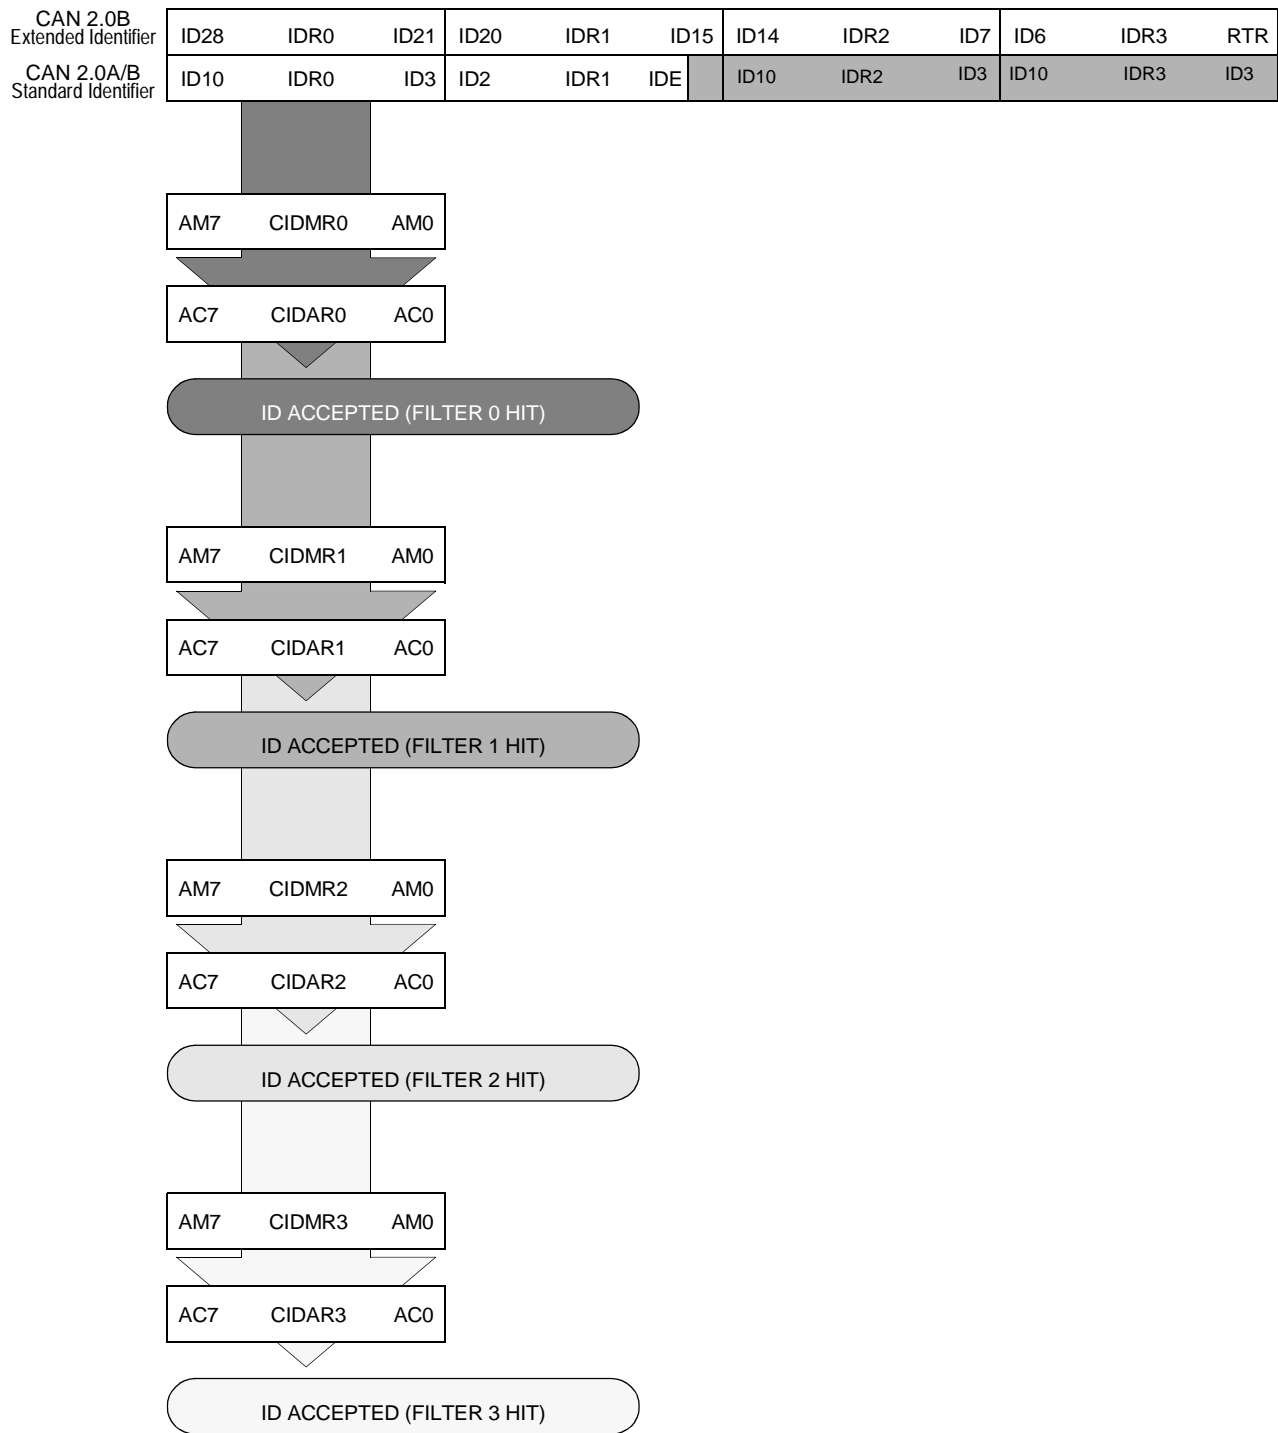 CAN 2.0B
Extended Identifier ID28 IDR0 ID21 ID20 IDR1 ID15 ID14 IDR2 ID7 ID6 IDR3 RTR
CAN 2.0A/B
Standard Identifier ID10 IDR0 ID3 ID2 IDR1 IDE ID10 IDR2 ID3 ID10 IDR3 ID3
AM7 CIDMR0 AM0
AC7 CIDAR0 AC0
ID ACCEPTED (FILTER 0 HIT)
AM7 CIDMR1 AM0
AC7 CIDAR1 AC0
ID ACCEPTED (FILTER 1 HIT)
AM7 CIDMR2 AM0
AC7 CIDAR2 AC0
ID ACCEPTED (FILTER 2 HIT)
AM7 CIDMR3 AM0
AC7 CIDAR3 AC0
ID ACCEPTED (FILTER 3 HIT)